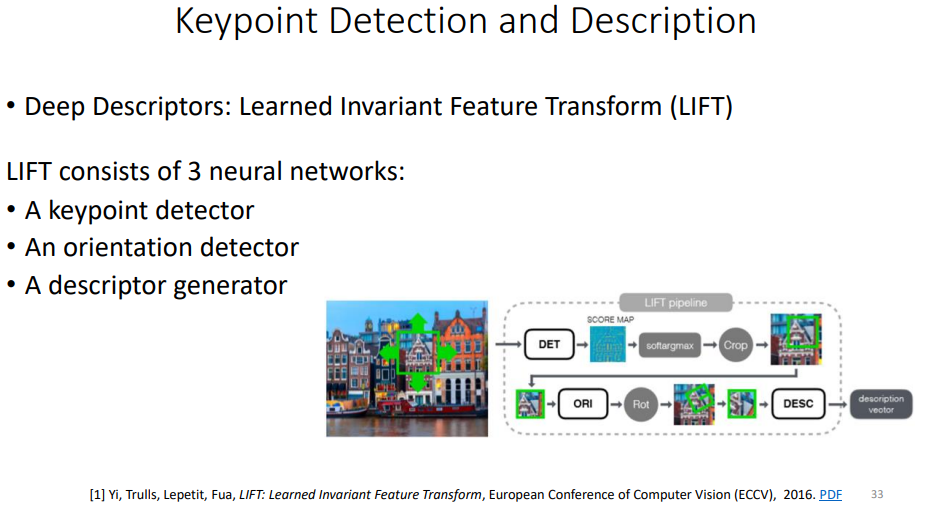 Keypoint Detection and Description
• Deep Descriptors: Learned Invariant Feature Transform (LIFT)
LIFT consists of 3 neural networks:
• A keypoint detector
• An orientation detector
• A descriptor generator
LIFT pipeline
SCORE MAP
DET
softargmax
Crop
ORI
Rot
DESC
description
vector
[1] Yi, Trulls, Lepetit, Fua, LIFT: Learned Invariant Feature Transform, European Conference of Computer Vision (ECCV), 2016. PDF
33